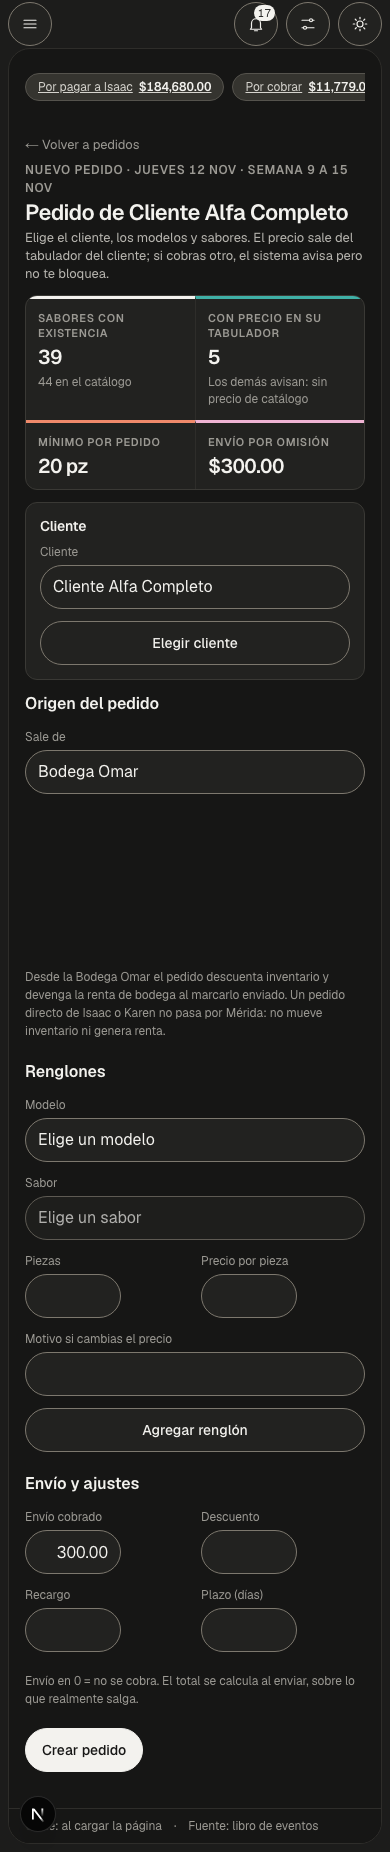 17
Por pagar a Isaac $184,680.00
Por cobrar $11,779.0
← Volver a pedidos
NUEVO PEDIDO · JUEVES 12 NOV · SEMANA 9 A 15
NOV
Pedido de Cliente Alfa Completo
Elige el cliente, los modelos y sabores. El precio sale del
tabulador del cliente; si cobras otro, el sistema avisa pero
no te bloquea.
SABORES CON
EXISTENCIA
39
44 en el catálogo
PRECIO EN SU
CON PRECIO EN SU
TABULADOR
5
Los demás avisan: sin
precio de catálogo
MÍNIMO POR PEDIDO
20 pz
ENVÍO POR OMISIÓN
$300.00
Cliente
Cliente
Cliente Alfa Completo
Elegir cliente
Origen del pedido
Sale de
Bodega Omar
Desde la Bodega Omar el pedido descuenta inventario y
devenga la renta de bodega al marcarlo enviado. Un pedido
directo de Isaac o Karen no pasa por Mérida: no mueve
inventario ni genera renta.
Renglones
Modelo
Elige un modelo
Sabor
Elige un sabor
Piezas
Precio por pieza
Motivo si cambias el precio
Agregar renglón
Envío y ajustes
Envío cobrado
Descuento
300.00
Recargo
Plazo (días)
Envío en 0 = no se cobra. El total se calcula al enviar, sobre lo
que realmente salga.
Crear pedido
N
: al cargar la página · Fuente: libro de eventos